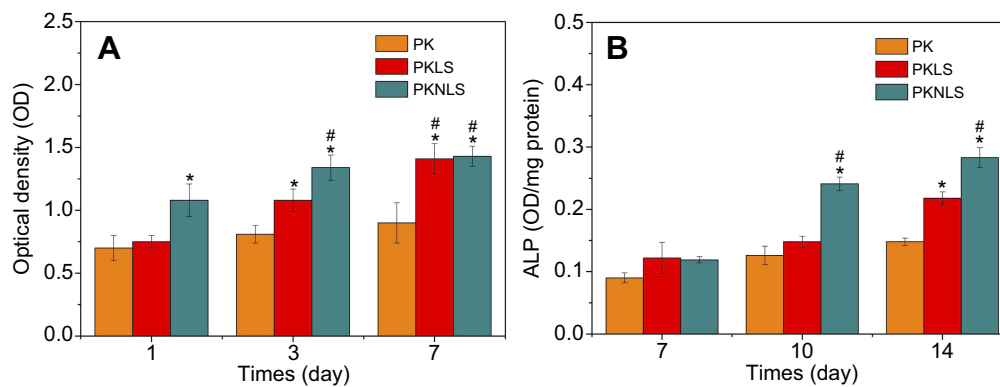 A
Optical density (OD)
2.5
2.0
1.5
1.0
0.5
0.0
PK
PKLS
PKNLS
*
*
#
*
#
*
#
*
1
3
7
Times (day)
B
ALP (OD/mg protein)
0.5
0.4
0.3
0.2
0.1
0.0
PK
PKLS
PKNLS
#
*
*
#
*
7
10
14
Times (day)